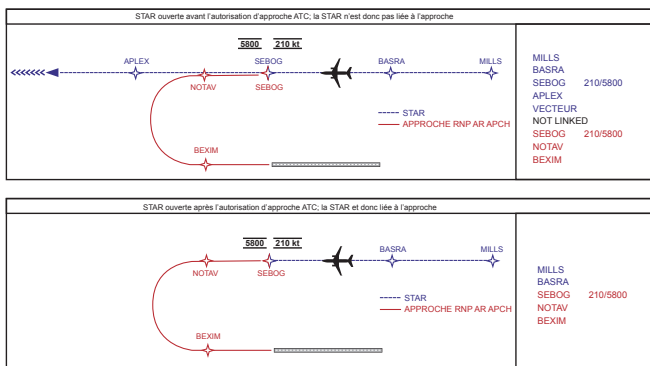 STAR ouverte avant l'autorisation d'approche ATC; la STAR n'est donc pas liée à l'approche
5800 210 kt
APLEX SEBOG BASRA MILLS
NOTAV SEBOG
STAR
APPROCHE RNP AR APCH
BEXIM
MILLS
BASRA
SEBOG 210/5800
APLEX
VECTEUR
NOT LINKED
SEBOG 210/5800
NOTAV
BEXIM
STAR ouverte après l'autorisation d'approche ATC; la STAR et donc liée à l'approche
5800 210 kt
BASRA MILLS
NOTAV SEBOG
STAR
APPROCHE RNP AR APCH
BEXIM
MILLS
BASRA
SEBOG 210/5800
NOTAV
BEXIM